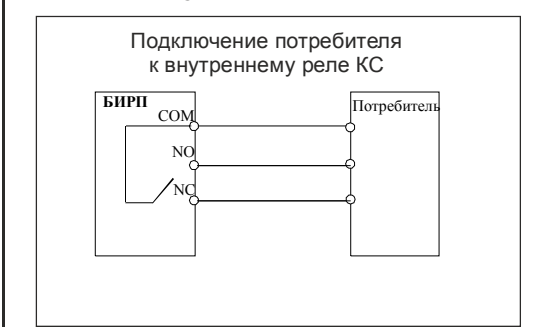 Подключение потребителя
к внутреннему реле КС
БИРП
COM
NO
NC
Потребитель